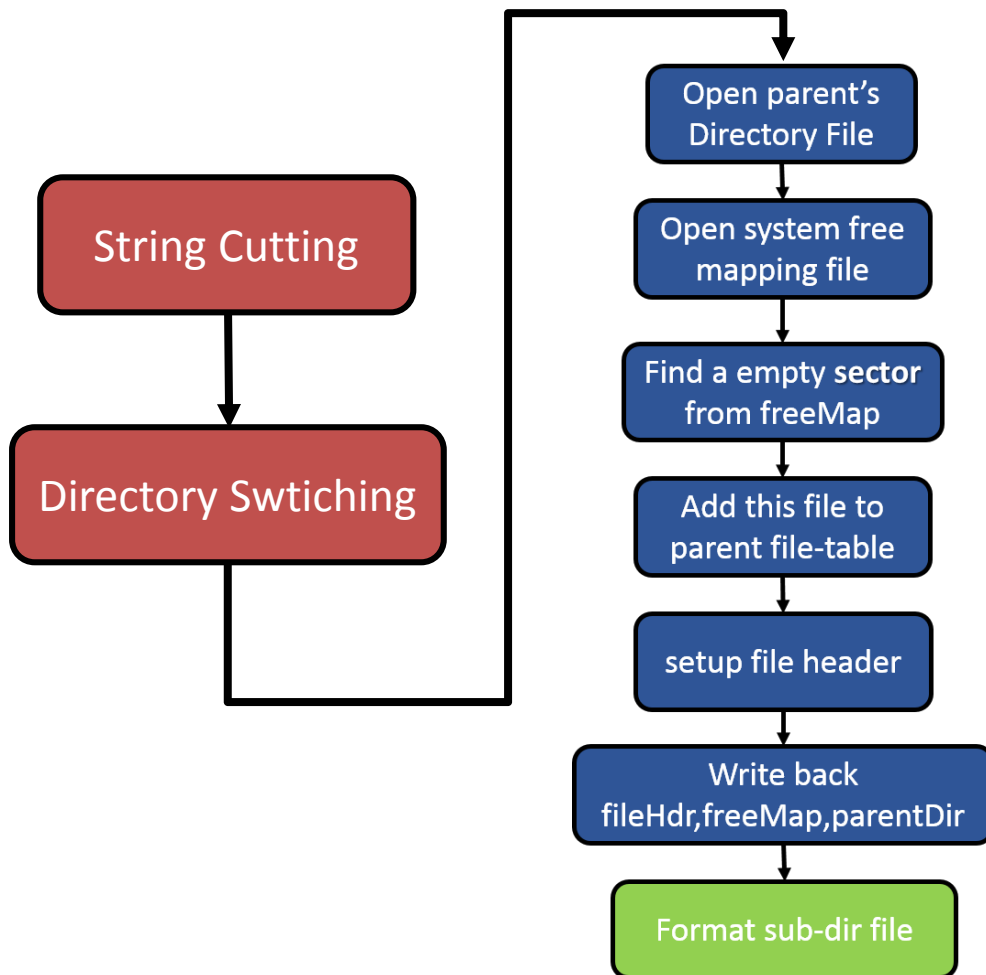 String Cutting
Directory Swtiching
Open parent’s
Directory File
Open system free
mapping file
Find a empty sector
from freeMap
Add this file to
parent file-table
setup file header
Write back
fileHdr,freeMap,parentDir
Format sub-dir file